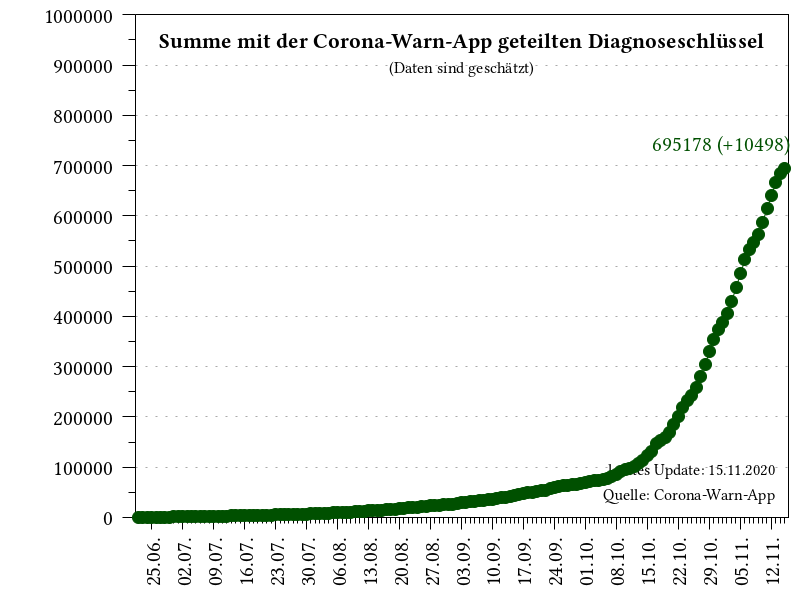 1000000
Summe mit der Corona-Warn-App geteilten Diagnoseschlüssel
900000
(Daten sind geschätzt)
800000
695178 (+10498)
700000
600000
500000
400000
300000
200000
100000
Update: 15.11.2020
Quelle: Corona-Warn-App
0
25.06. 02.07. 09.07. 16.07. 23.07. 30.07. 06.08. 13.08. 20.08. 27.08. 03.09. 10.09. 17.09. 24.09. 01.10. 08.10. 15.10. 22.10. 29.10. 05.11. 12.11.